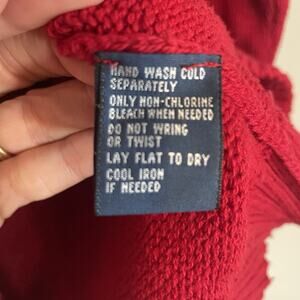 HAND WASH COLD
SEPARATELY
ONLY NON-CHLORINE
BLEACH WHEN NEEDED
DO NOT WRING
OR TWIST
LAY FLAT TO DRY
COOL IRON
IF NEEDED